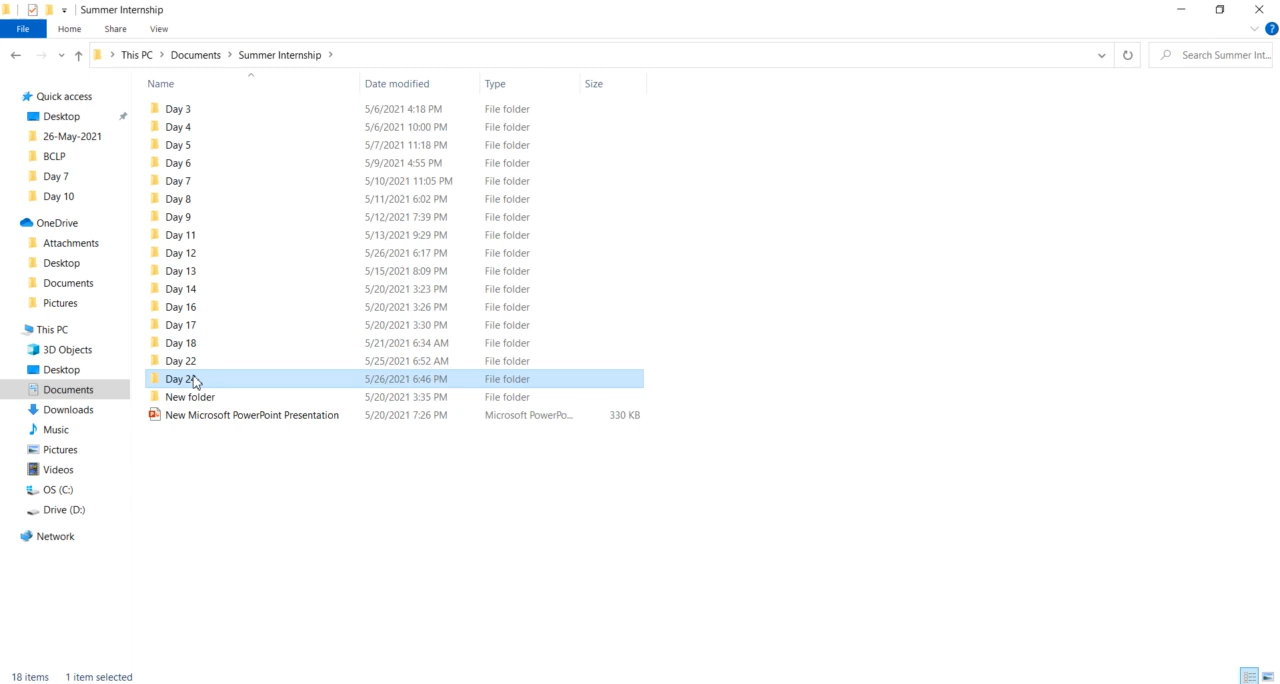 Summer Internship
File Home Share View
This PC Documents Summer Internship Search Summer Int...
Name Date modified Type Size
Quick access
Desktop
26-May-2021
BCLP
Day 7
Day 10
OneDrive
Attachments
Desktop
Documents
Pictures
This PC
3D Objects
Desktop
Documents
Downloads
Music
Pictures
Videos
OS (C:)
Drive (D:)
Network
Day 3 5/6/2021 4:18 PM File folder
Day 4 5/6/2021 10:00 PM File folder
Day 5 5/7/2021 11:18 PM File folder
Day 6 5/9/2021 4:55 PM File folder
Day 7 5/10/2021 11:05 PM File folder
Day 8 5/11/2021 6:02 PM File folder
Day 9 5/12/2021 7:39 PM File folder
Day 11 5/13/2021 9:29 PM File folder
Day 12 5/26/2021 6:17 PM File folder
Day 13 5/15/2021 8:09 PM File folder
Day 14 5/20/2021 3:23 PM File folder
Day 16 5/20/2021 3:26 PM File folder
Day 17 5/20/2021 3:30 PM File folder
Day 18 5/21/2021 6:34 AM File folder
Day 22 5/25/2021 6:52 AM File folder
Day 5/26/2021 6:46 PM File folder
New folder 5/20/2021 3:35 PM File folder
New Microsoft PowerPoint Presentation 5/20/2021 7:26 PM Microsoft PowerPo... 330 KB
18 items 1 item selected